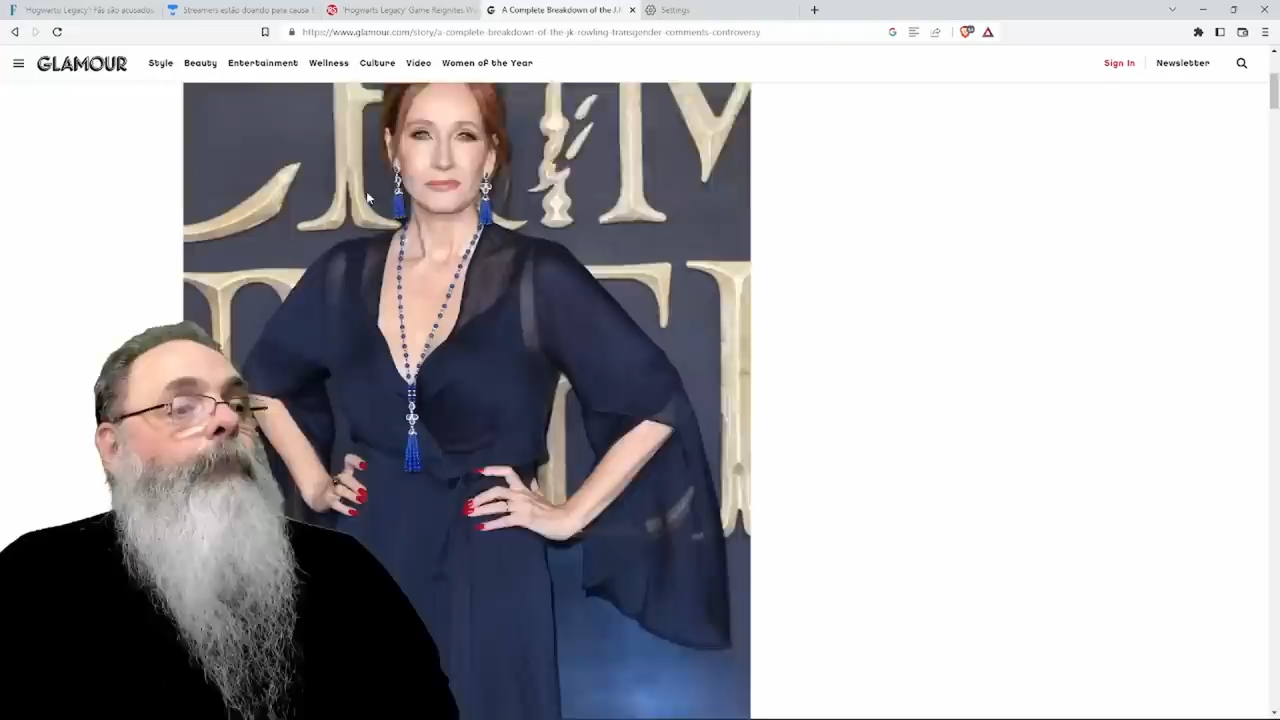 'Hogwarts Legacy': Fãs são acusados
Streamers estão doando para causa t
'Hogwarts Legacy' Game Reignites W
A Complete Breakdown of the J.K
Settings
https://www.glamour.com/story/a-complete-breakdown-of-the-jk-rowling-transgender-comments-controversy
GLAMOUR
Style
Beauty
Entertainment
Wellness
Culture
Video
Women of the Year
Sign In
Newsletter